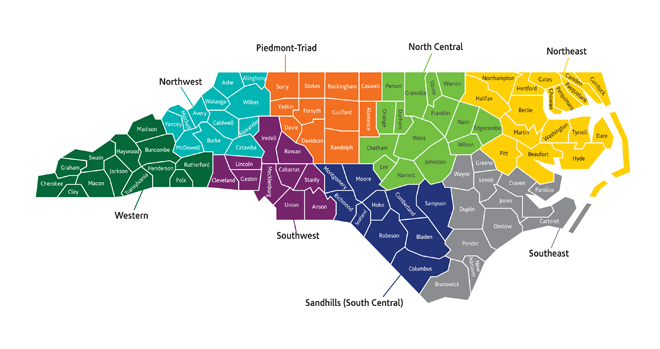 Piedmont-Triad
North Central
Northeast
Northwest
Ashe
Alleghany
Surry
Stokes
Rockingham
Caswell
Person
Granville
Vance
Warren
Northampton
Gates
Camden
Currituck
Pasquotank
Perquimans
Chowan
Hertford
Halifax
Bertie
Watauga
Wilkes
Yadkin
Forsyth
Guilford
Alamance
Orange
Durham
Franklin
Nash
Edgecombe
Martin
Washington
Tyrrell
Dare
Mitchell
Avery
Yancey
Caldwell
Alexander
Iredell
Davie
Davidson
Randolph
Chatham
Wake
Wilson
Pitt
Beaufort
Hyde
Madison
McDowell
Burke
Catawba
Rowan
Lee
Johnston
Harnett
Wayne
Greene
Lenoir
Craven
Pamlico
Haywood
Buncombe
Swain
Graham
Cherokee
Clay
Macon
Jackson
Transylvania
Henderson
Rutherford
Polk
Cleveland
Lincoln
Gaston
Mecklenburg
Cabarrus
Stanly
Union
Anson
Montgomery
Moore
Richmond
Scotland
Hoke
Cumberland
Sampson
Duplin
Jones
Carteret
Onslow
Robeson
Bladen
Pender
Columbus
New Hanover
Brunswick
Western
Southwest
Sandhills (South Central)
Southeast